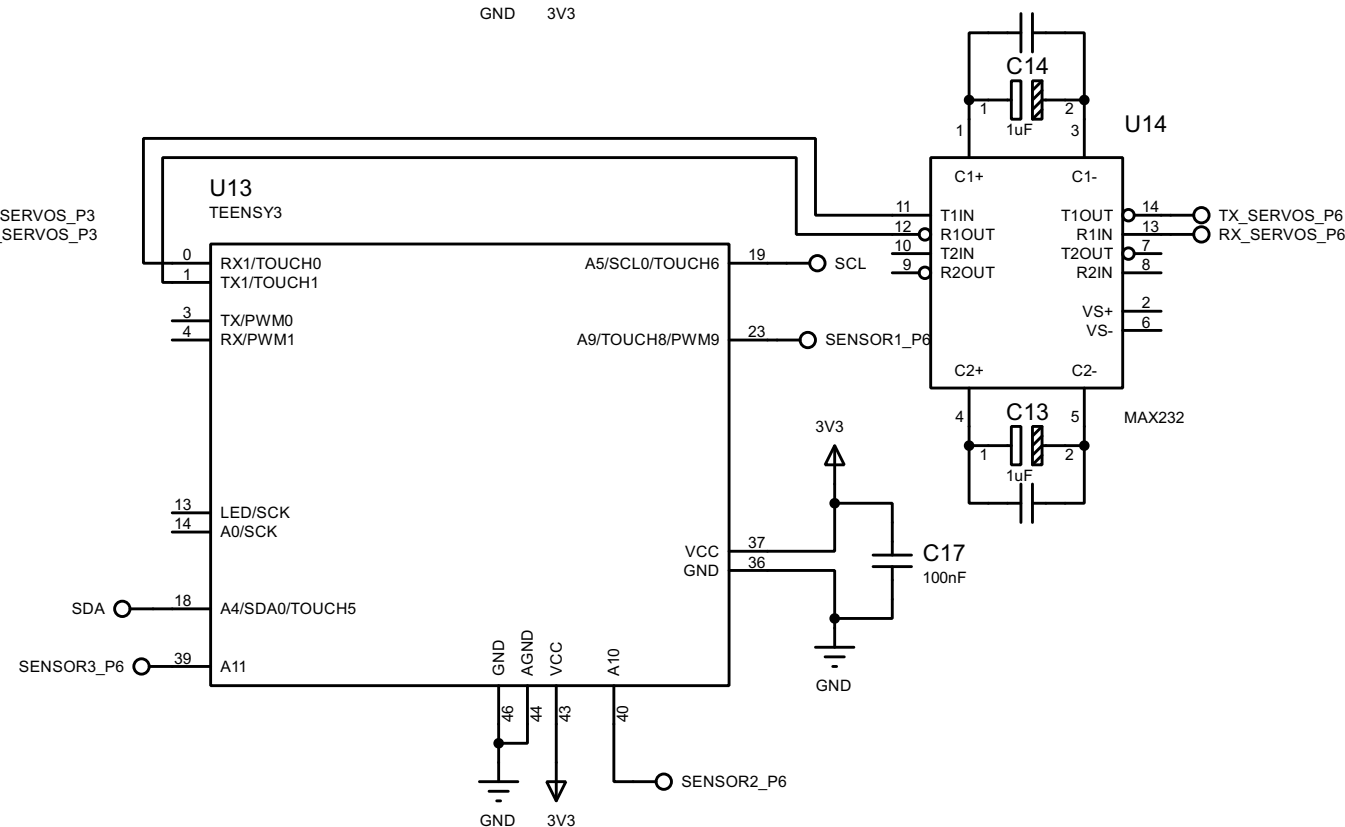 GND 3V3
C14
1 2
1uF
1 3
U14
C1+ C1-
U13
TEENSY3
SERVOS_P3
_SERVOS_P3
11 T1IN T1OUT 14 TX_SERVOS_P6
12 R1OUT R1IN 13 RX_SERVOS_P6
10 T2IN T2OUT 7
9 R2OUT R2IN 8
0 RX1/TOUCH0 A5/SCL0/TOUCH6 19 SCL
1 TX1/TOUCH1
VS+ 2
VS- 6
3 TX/PWM0
4 RX/PWM1 A9/TOUCH8/PWM9 23 SENSOR1_P6
C2+ C2-
4 C13 5 MAX232
1 2
1uF
3V3
13 LED/SCK
14 A0/SCK
VCC 37
GND 36
C17
100nF
SDA 18 A4/SDA0/TOUCH5
SENSOR3_P6 39 A11
GND AGND VCC A10
46 44 43 40
GND
SENSOR2_P6
GND 3V3